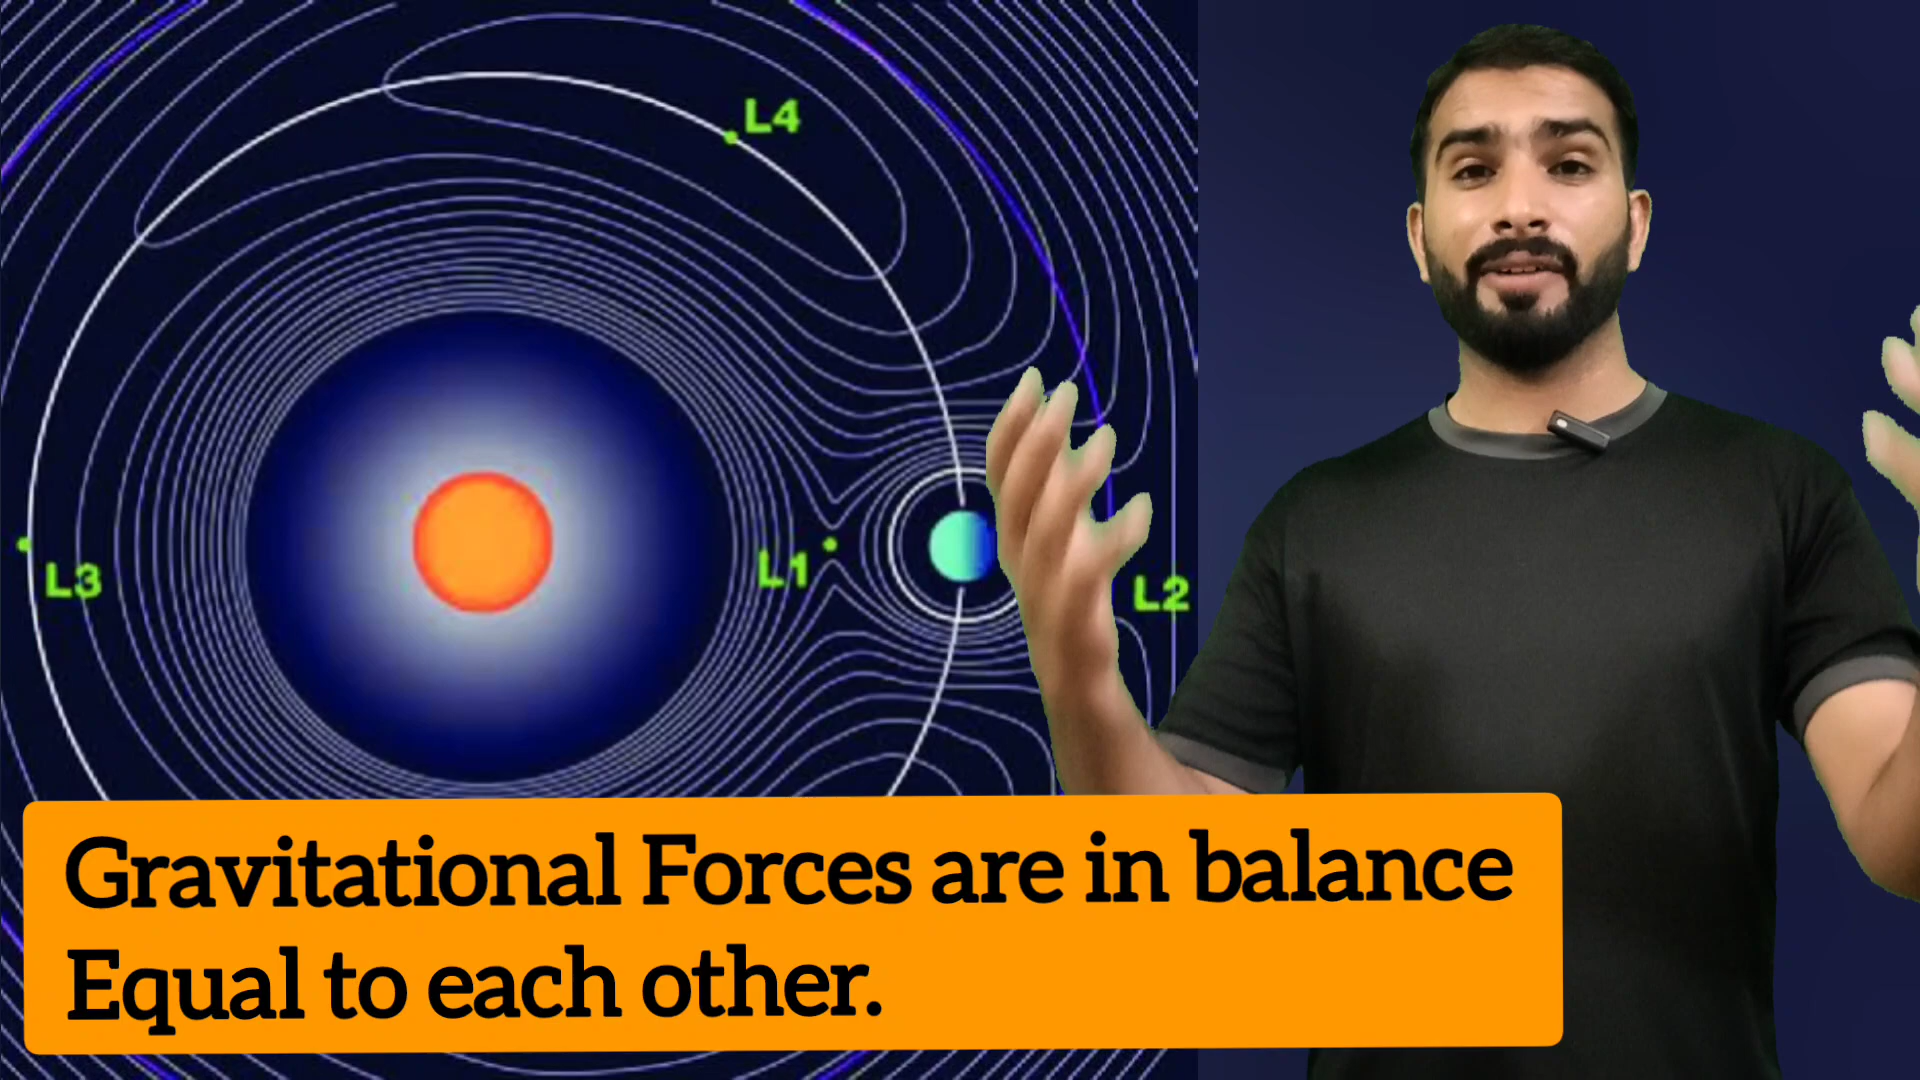 L4
L3
L1
L2
Gravitational Forces are in balance
Equal to each other.